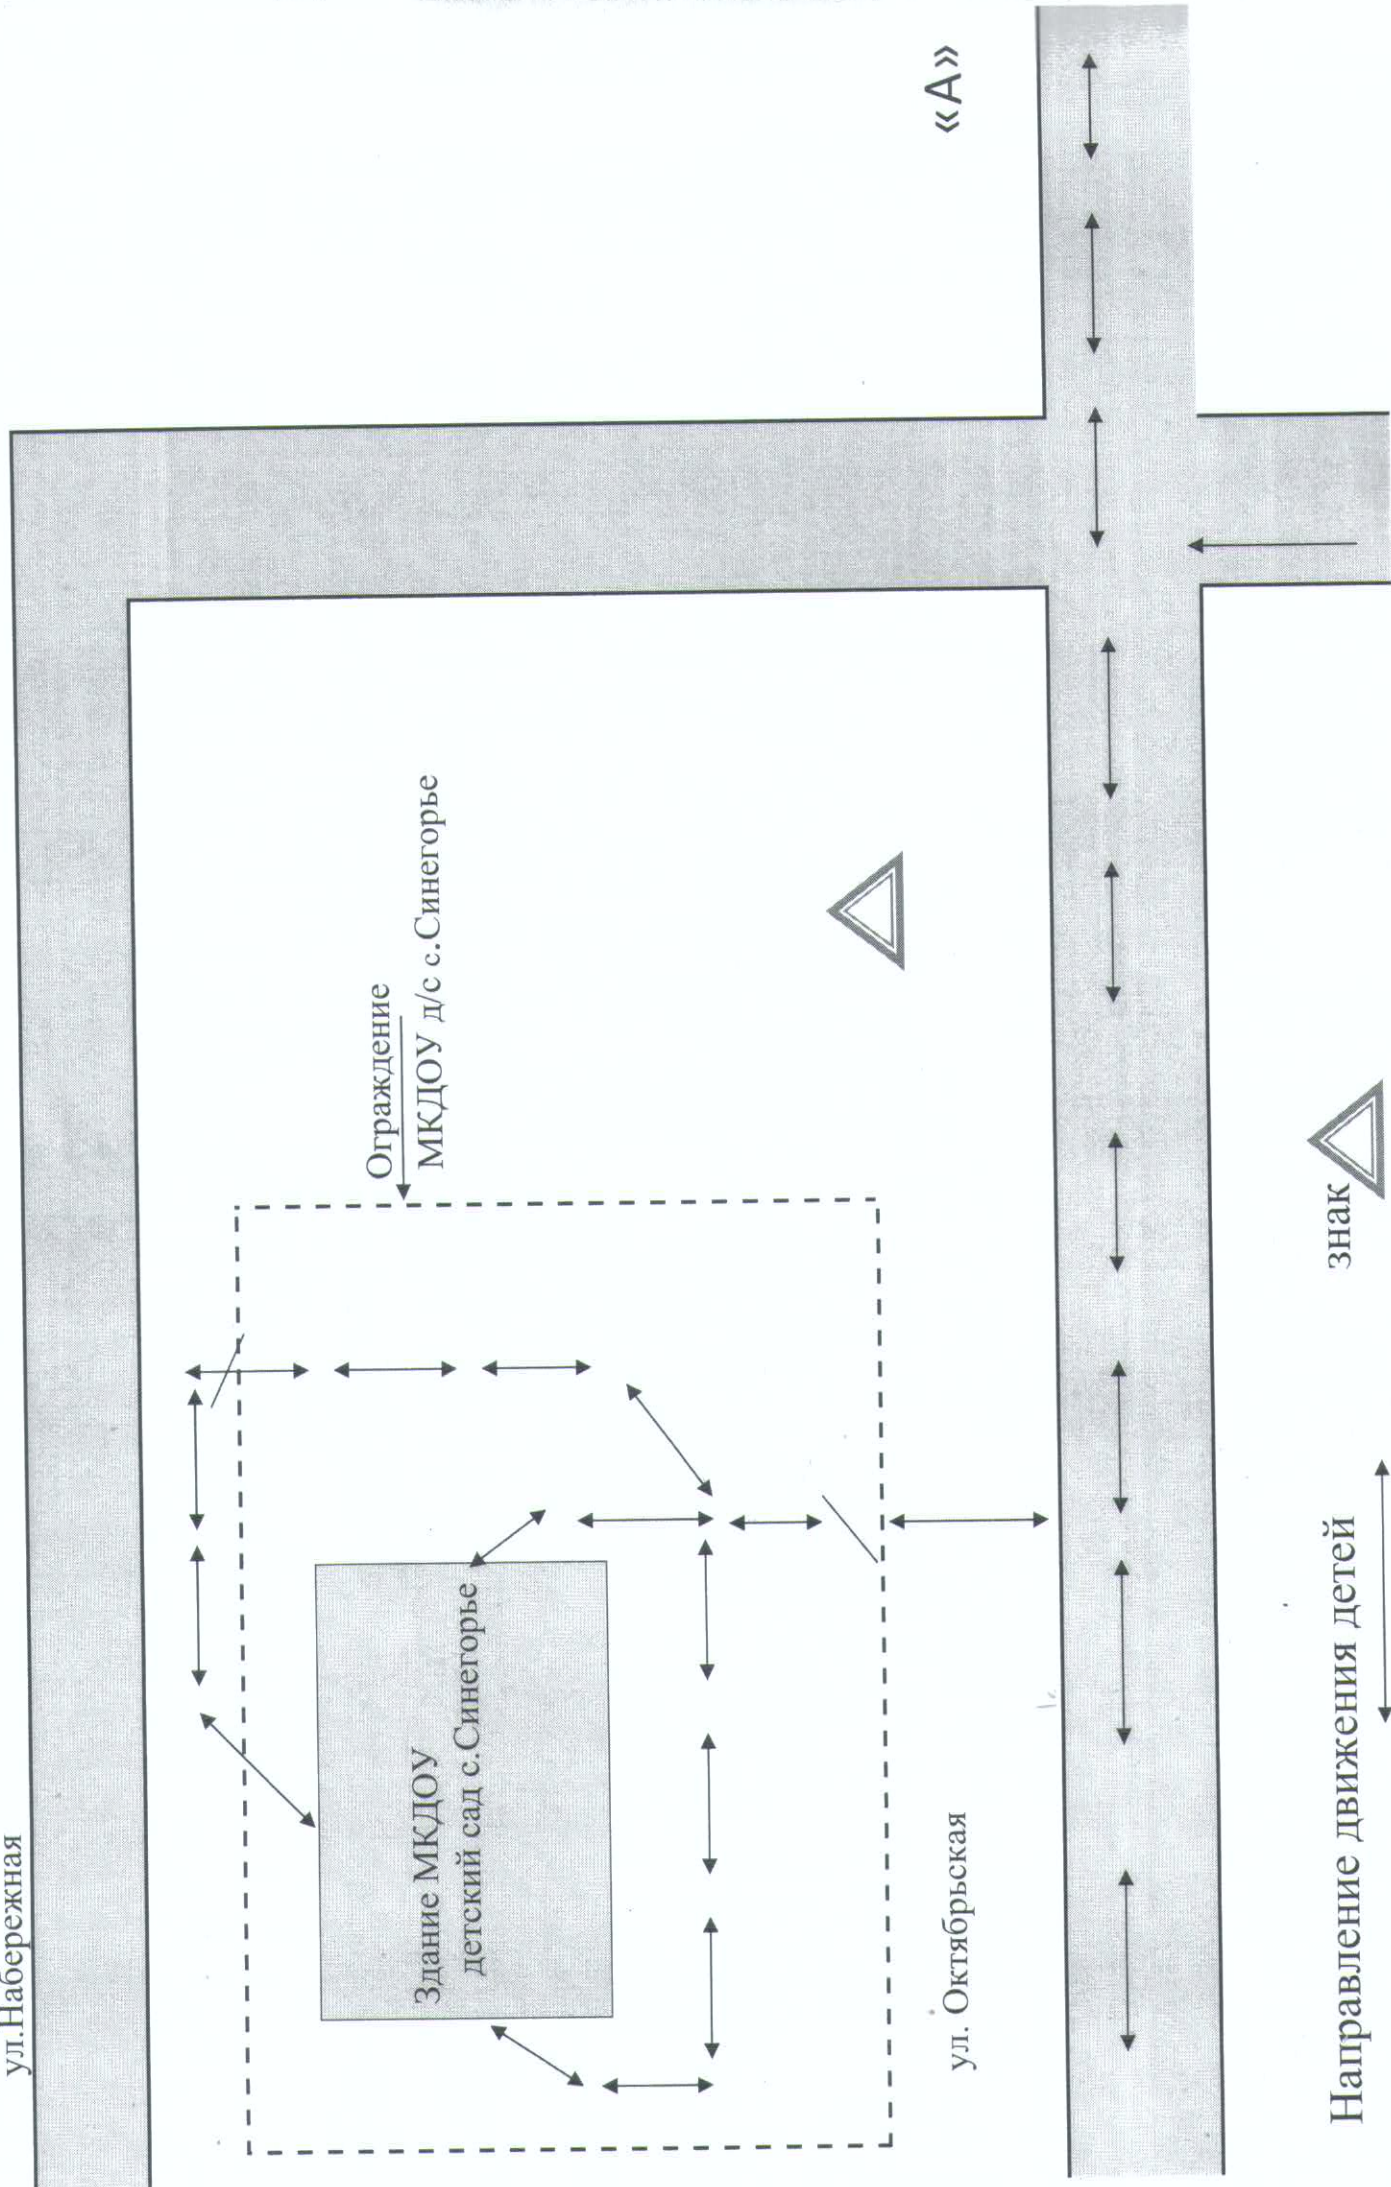 ул.Набережная
Ограждение
МКДОУ д/с с.Синегорье
Здание МКДОУ
детский сад с.Синегорье
«А»
ул. Октябрьская
Направление движения детей
знак